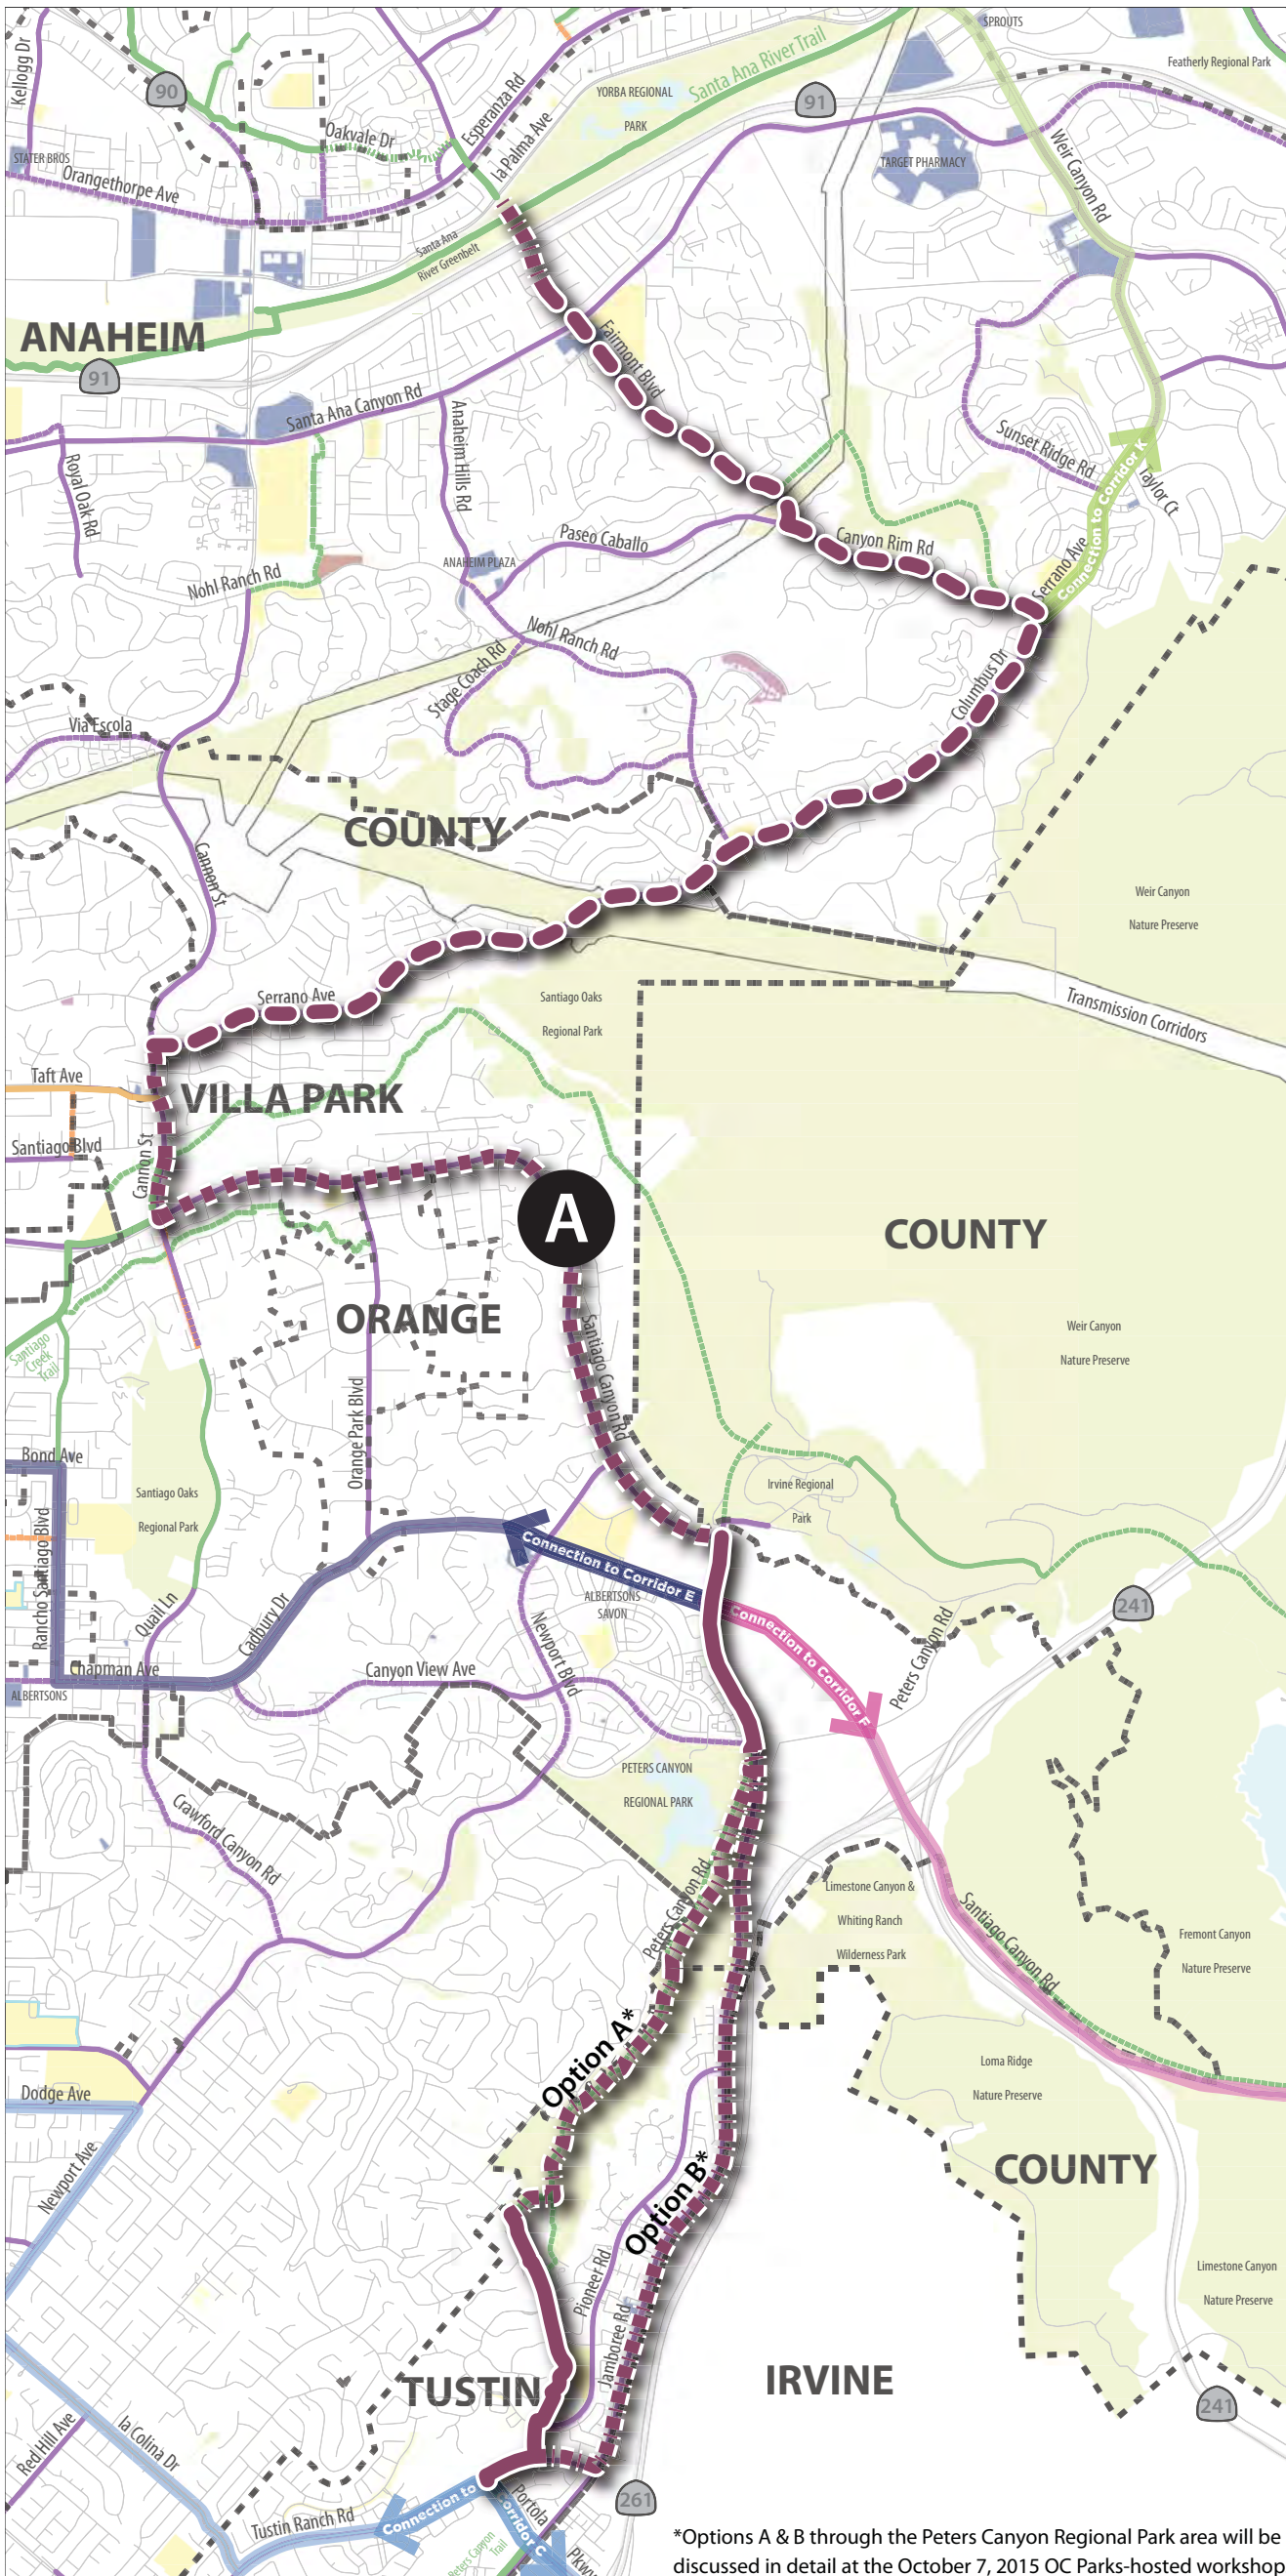 SPROUTS
Kellogg Dr
90
Featherly Regional Park
Santa Ana River Trail
YORBA REGIONAL
PARK
91
Esperanza Rd
la Palma Ave
Oakvale Dr
STATER BROS
Orangethorpe Ave
TARGET PHARMACY
Weir Canyon Rd
Santa Ana
River Greenbelt
ANAHEIM
91
Fairmont Blvd
Santa Ana Canyon Rd
Anaheim Hills Rd
Royal Oak Rd
Sunset Ridge Rd
Taylor Ct
Connection to Corridor K
Serrano Ave
Paseo Caballo
Canyon Rim Rd
ANAHEIM PLAZA
Nohl Ranch Rd
Nohl Ranch Rd
Stage Coach Rd
Columbus Dr
Via Escola
COUNTY
Cannon St
Weir Canyon
Nature Preserve
Serrano Ave
Santiago Oaks
Regional Park
Transmission Corridors
Taft Ave
VILLA PARK
Santiago Blvd
Cannon St
A
COUNTY
ORANGE
Santiago Canyon Rd
Weir Canyon
Nature Preserve
Santiago
Creek
Trail
Orange Park Blvd
Bond Ave
Santiago Oaks
Regional Park
Irvine Regional
Park
Rancho Santiago Blvd
Connection to Corridor E
ALBERTSONS
SAVON
Connection to Corridor F
241
Quail Ln
Cadbury Dr
Newport Blvd
Peters Canyon Rd
Chapman Ave
Canyon View Ave
ALBERTSONS
PETERS CANYON
REGIONAL PARK
Crawford Canyon Rd
Peters Canyon Rd
Limestone Canyon &
Whiting Ranch
Wilderness Park
Santiago Canyon Rd
Fremont Canyon
Nature Preserve
Option A*
Loma Ridge
Nature Preserve
Dodge Ave
Newport Ave
Option B*
COUNTY
Pioneer Rd
Limestone Canyon
Nature Preserve
Jamboree Rd
TUSTIN
IRVINE
241
Red Hill Ave
la Colina Dr
261
Tustin Ranch Rd
Connection to
Corridor C
Portola
Pkwy
Peters Canyon
Trail
*Options A & B through the Peters Canyon Regional Park area will be
discussed in detail at the October 7, 2015 OC Parks-hosted workshop